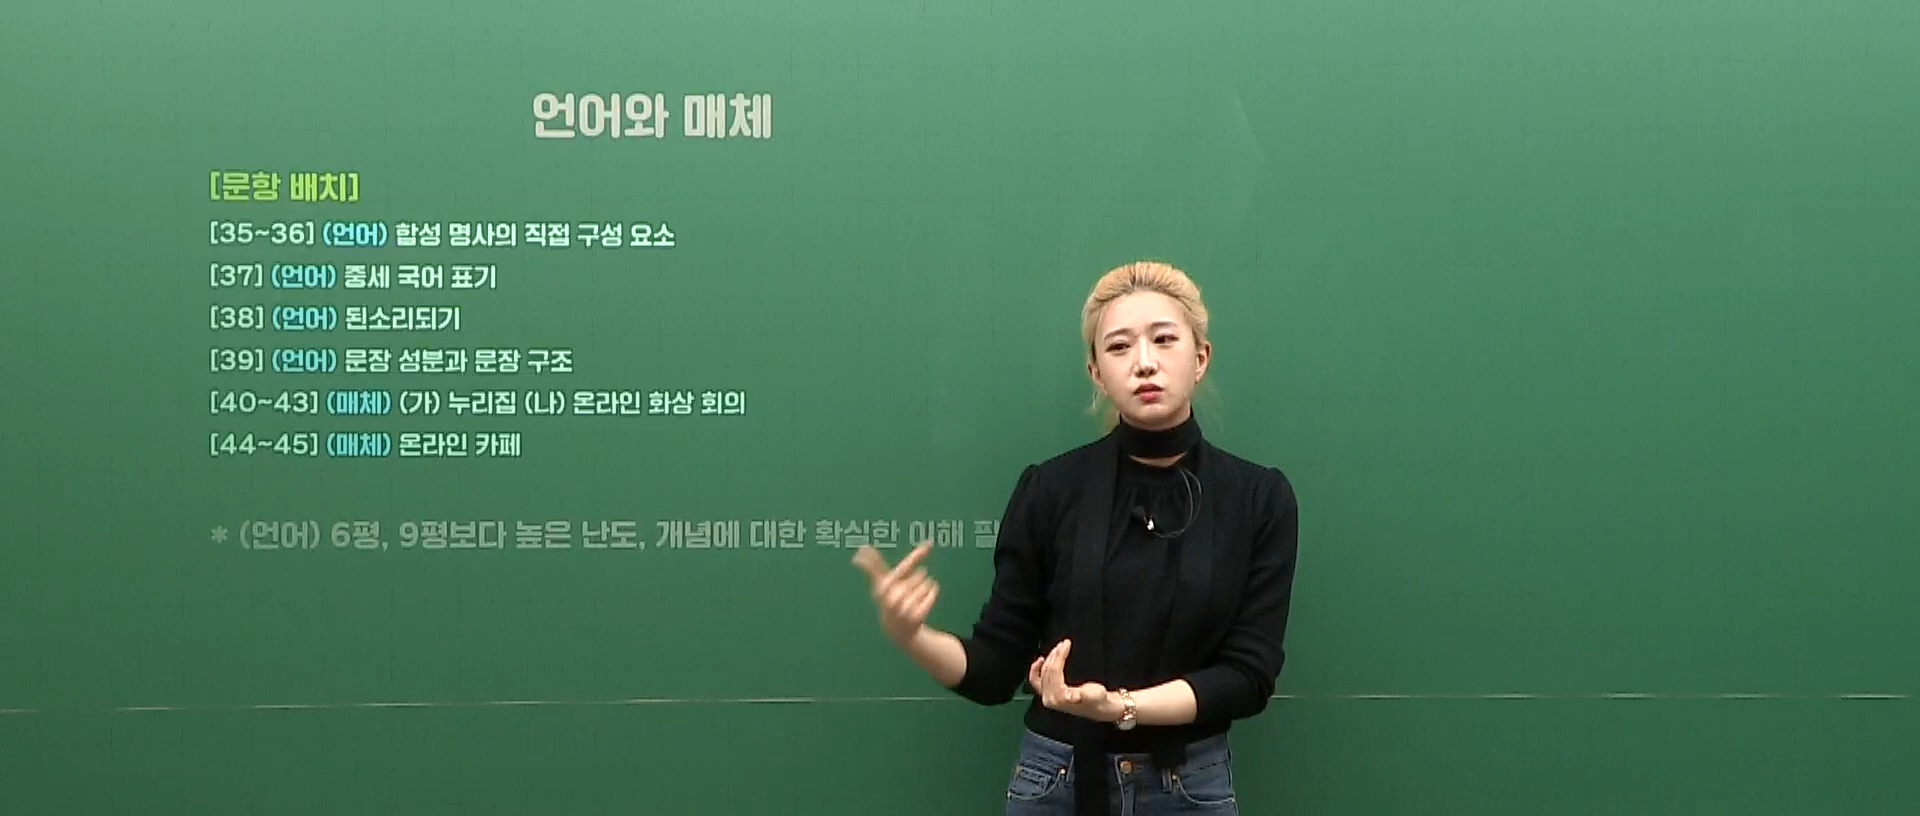 언어와 매체
[문항 배치]
[35~36] (언어) 합성 명사의 직접 구성 요소
[37] (언어) 중세 국어 표기
[38] (언어) 된소리되기
[39] (언어) 문장 성분과 문장 구조
[40~43] (매체) (가) 누리집 (나) 온라인 화상 회의
[44~45] (매체) 온라인 카페
* (언어) 6평, 9평보다 높은 난도, 개념에 대한 확실한 이해 필